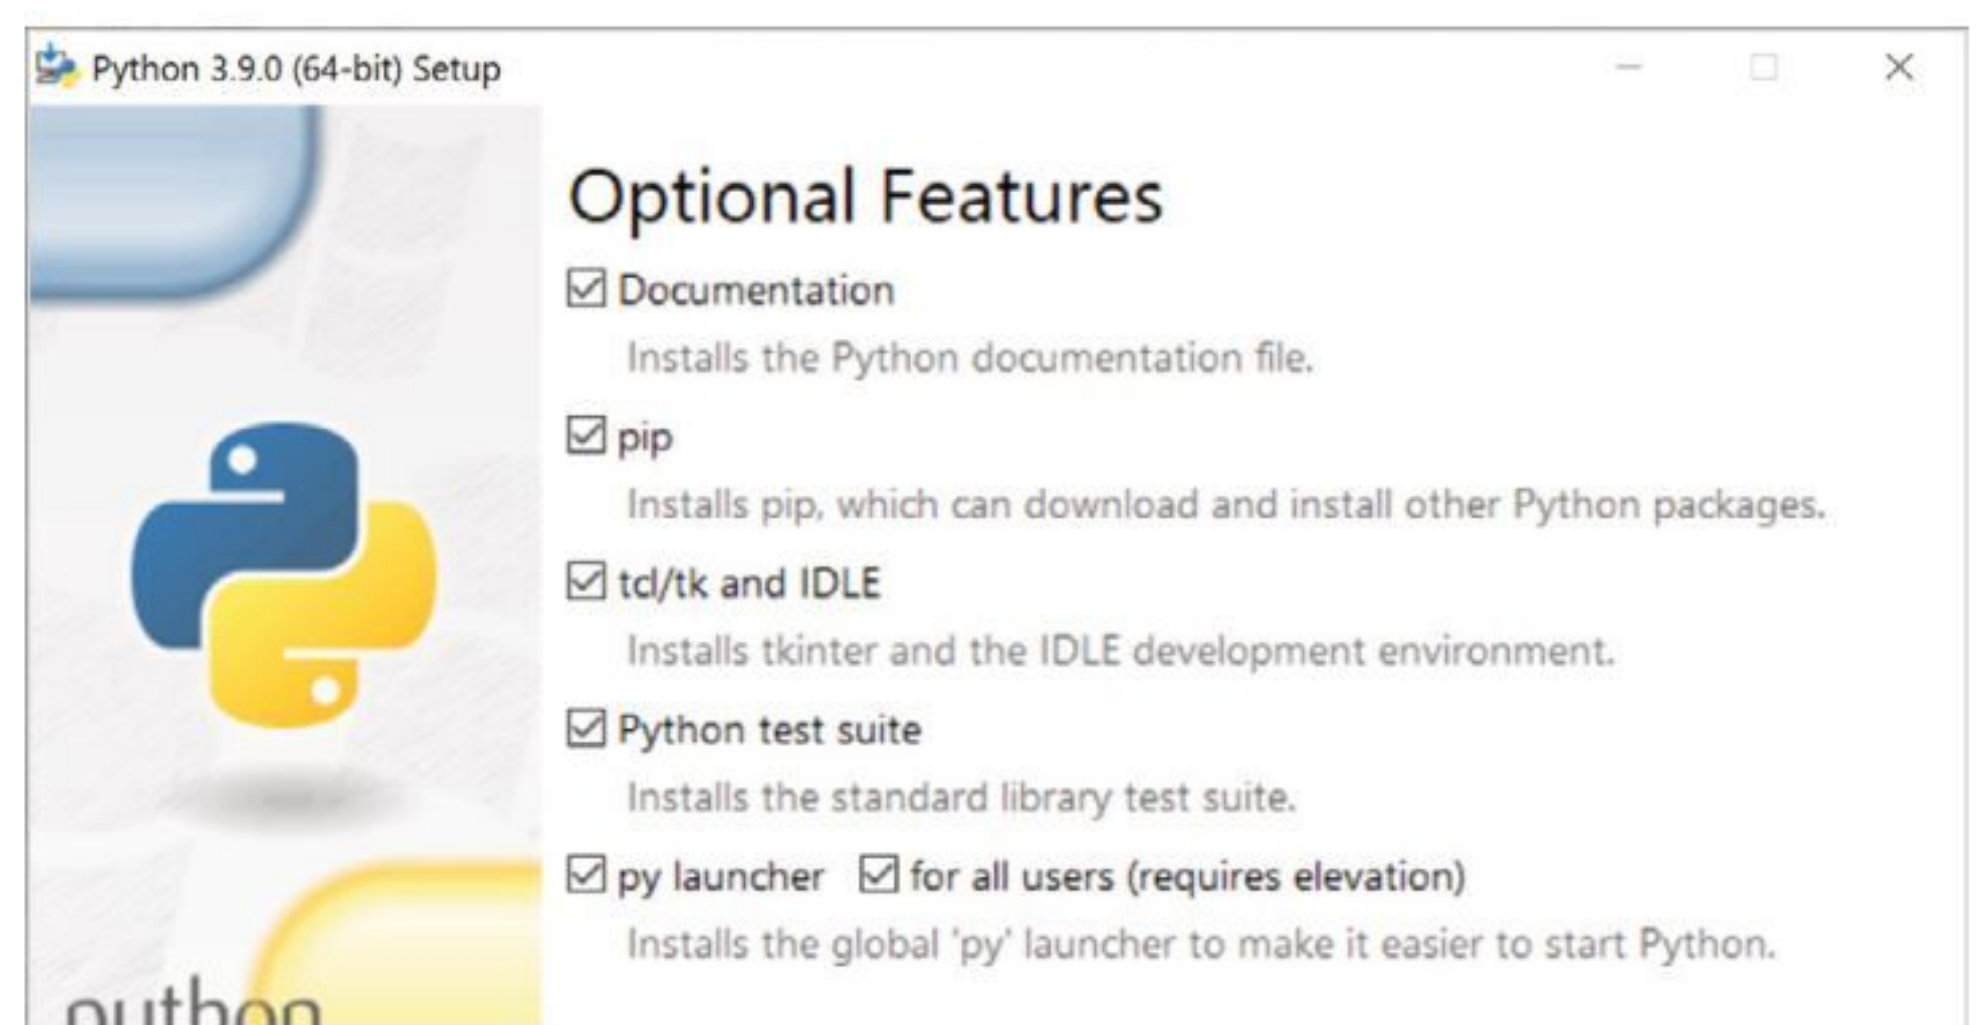 Python 3.9.0 (64-bit) Setup
Optional Features
Documentation
Installs the Python documentation file.
pip
Installs pip, which can download and install other Python packages.
tcl/tk and IDLE
Installs tkinter and the IDLE development environment.
Python test suite
Installs the standard library test suite.
py launcher for all users (requires elevation)
Installs the global 'py' launcher to make it easier to start Python.
python